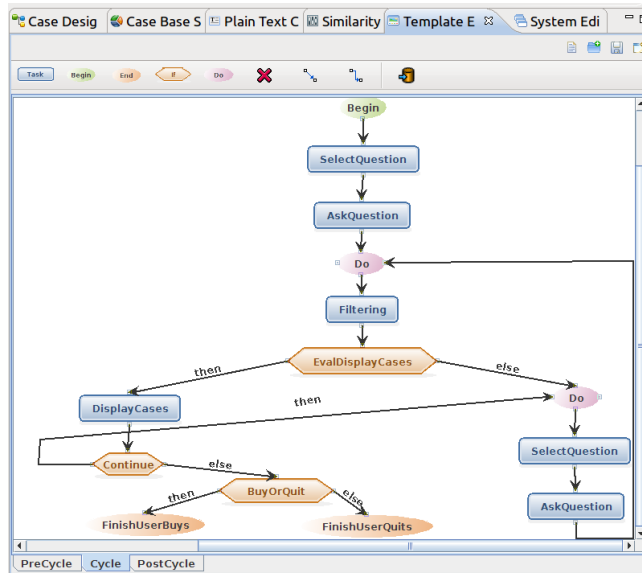 Case Desig
Case Base S
Plain Text C
Similarity
Template E
System Edi
Task
Begin
End
If
Do
Begin
SelectQuestion
AskQuestion
Do
Filtering
EvalDisplayCases
then
else
DisplayCases
then
Do
Continue
else
SelectQuestion
BuyOrQuit
then
else
AskQuestion
FinishUserBuys
FinishUserQuits
PreCycle
Cycle
PostCycle